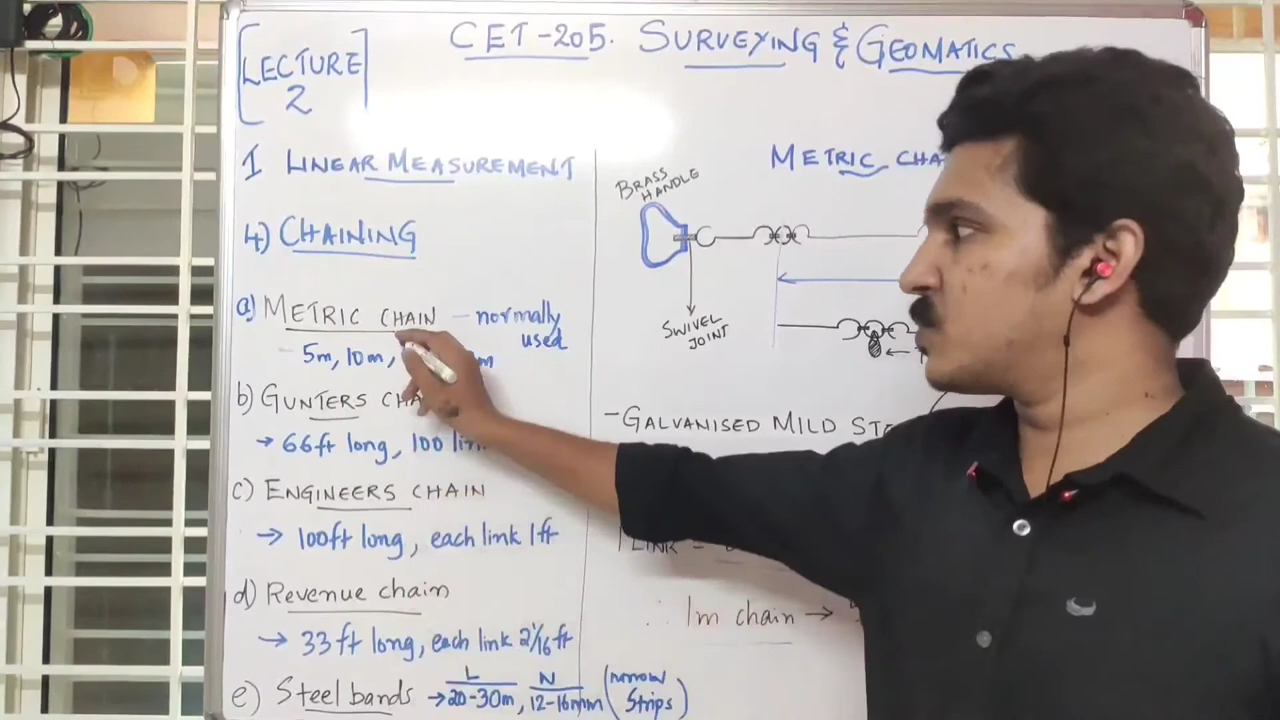 [LECTURE 2]
CET-205. SURVEYING & GEOMATICS
I LINEAR MEASUREMENT
4) CHAINING
a) METRIC CHAIN - normally used
- 5m, 10m,
b) GUNTERS
→ 66ft long, 100
c) ENGINEERS CHAIN
→ 100ft long, each link 1ft
d) Revenue chain
→ 33ft long, each link 2 1/16 ft
e) Steel bands → L 20-30m, N 12-16mm (narrow Strips)
METRIC
BRASS HANDLE
SWIVEL JOINT
- GALVANISED MILD
1 LINK =
∴ 1m chain →